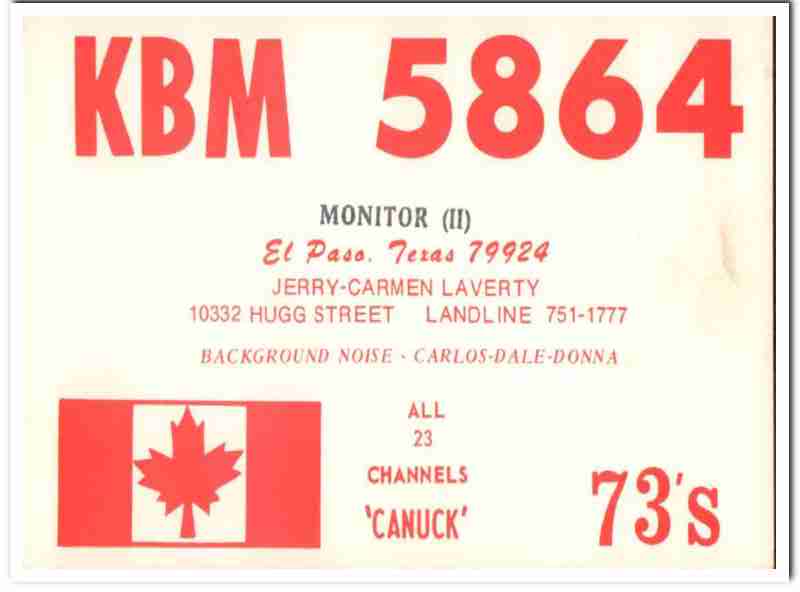 KBM 5864
MONITOR (II)
El Paso, Texas 79924
JERRY-CARMEN LAVERTY
10332 HUGG STREET LANDLINE 751-1777
BACKGROUND NOISE - CARLOS-DALE-DONNA
ALL
23
CHANNELS
'CANUCK'
73's